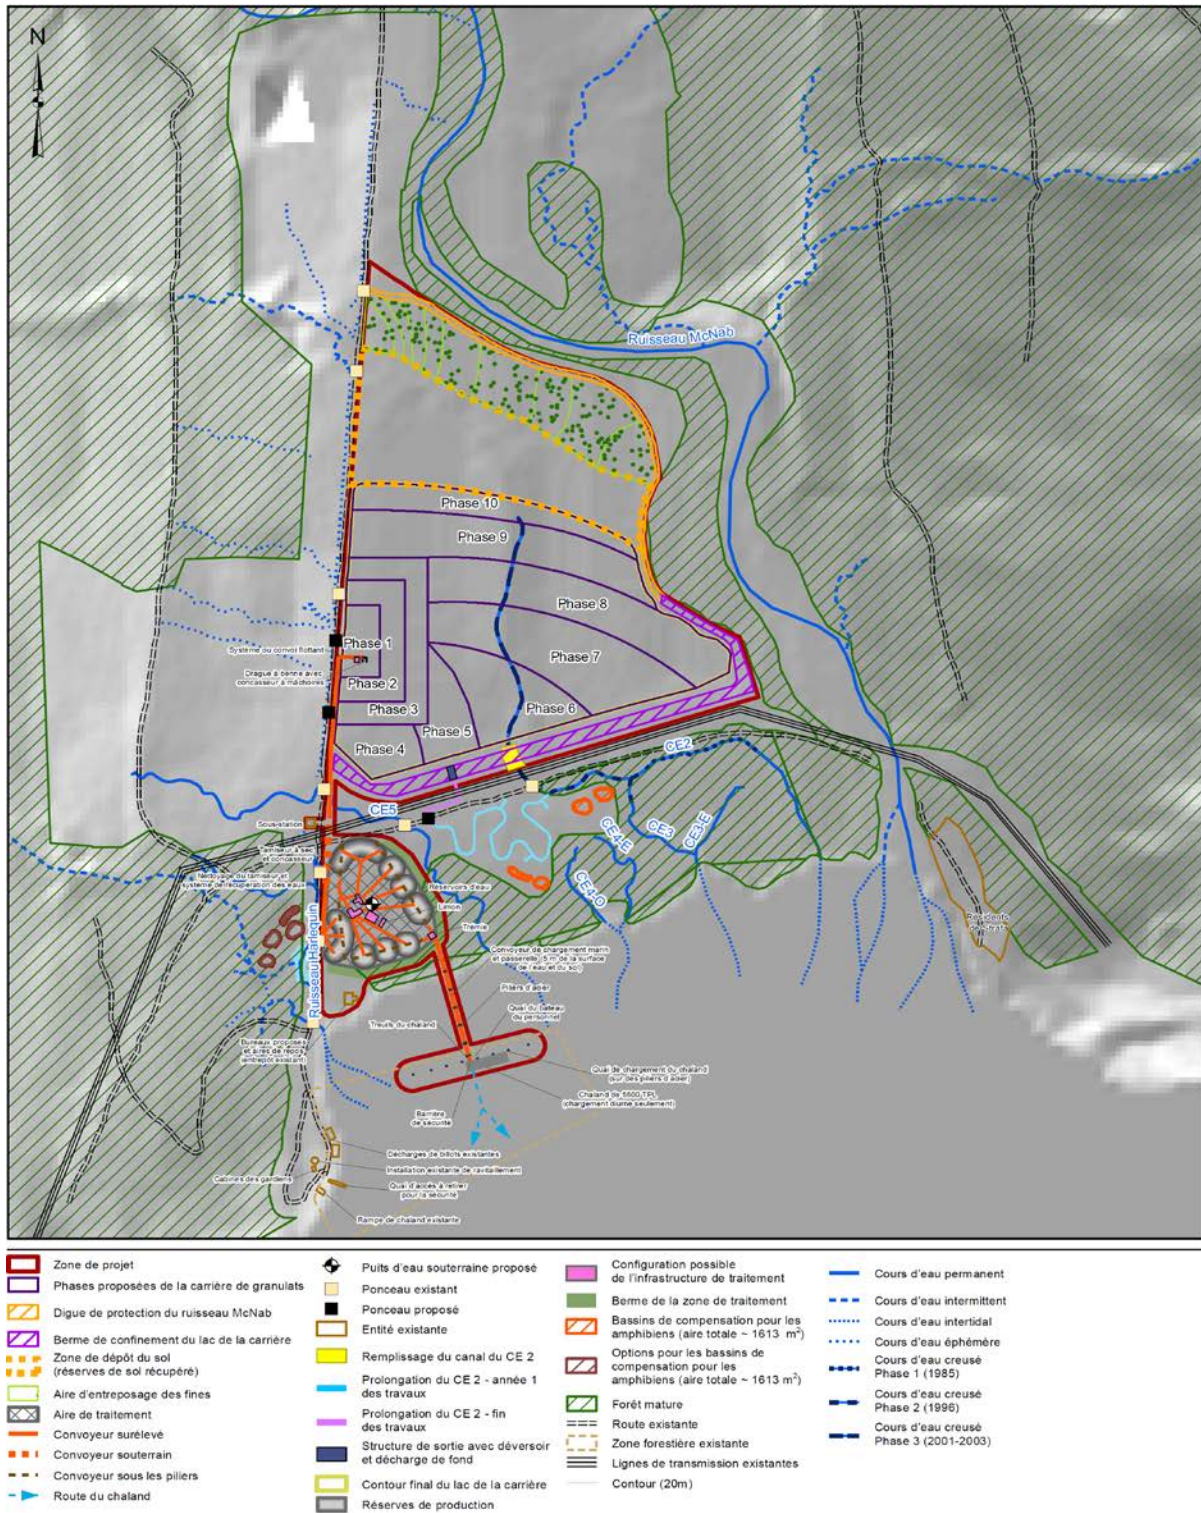 N
Ruisseau McNab
Phase 10
Phase 9
Phase 8
Phase 1
Système du convoi flottant
Phase 7
Drague à benne avec
concasseur à mâchoires
Phase 2
Phase 3
Phase 6
Phase 5
Phase 4
CE2
CE5
Sous-station
CE3
CE3-E
CE4-E
Tamiseur à sec
et concasseur
Nettoyage du tamiseur et
système de récupération des eaux
CE4-O
Réservoirs d'eau
Limon
Trémie
Résidents
de Strata
Ruisseau Harlequin
Convoyeur de chargement marin
et passerelle (5 m de la surface
de l'eau et du sol)
Piliers d'acier
Quai du bateau
du personnel
Treuils du chaland
Bureaux proposés
et aires de repos
(entrepôt existant)
Quai de chargement du chaland
(sur des piliers d'acier)
Chaland de 5600 TPL
(chargement diurne seulement)
Barrière
de sécurité
Décharges de billots existantes
Installation existante de ravitaillement
Cabines des gardiens
Quai d'accès à retirer
pour la sécurité
Rampe de chaland existante
Zone de projet
Phases proposées de la carrière de granulats
Digue de protection du ruisseau McNab
Berme de confinement du lac de la carrière
Zone de dépôt du sol
(réserves de sol récupéré)
Aire d'entreposage des fines
Aire de traitement
Convoyeur surélevé
Convoyeur souterrain
Convoyeur sous les piliers
Route du chaland
Puits d'eau souterraine proposé
Ponceau existant
Ponceau proposé
Entité existante
Remplissage du canal du CE 2
Prolongation du CE 2 - année 1
des travaux
Prolongation du CE 2 - fin
des travaux
Structure de sortie avec déversoir
et décharge de fond
Contour final du lac de la carrière
Réserves de production
Configuration possible
de l'infrastructure de traitement
Berme de la zone de traitement
Bassins de compensation pour les
amphibiens (aire totale ~ 1613 m²)
Options pour les bassins de
compensation pour les
amphibiens (aire totale ~ 1613 m²)
Forêt mature
Route existante
Zone forestière existante
Lignes de transmission existantes
Contour (20m)
Cours d'eau permanent
Cours d'eau intermittent
Cours d'eau intertidal
Cours d'eau éphémère
Cours d'eau creusé
Phase 1 (1985)
Cours d'eau creusé
Phase 2 (1996)
Cours d'eau creusé
Phase 3 (2001-2003)